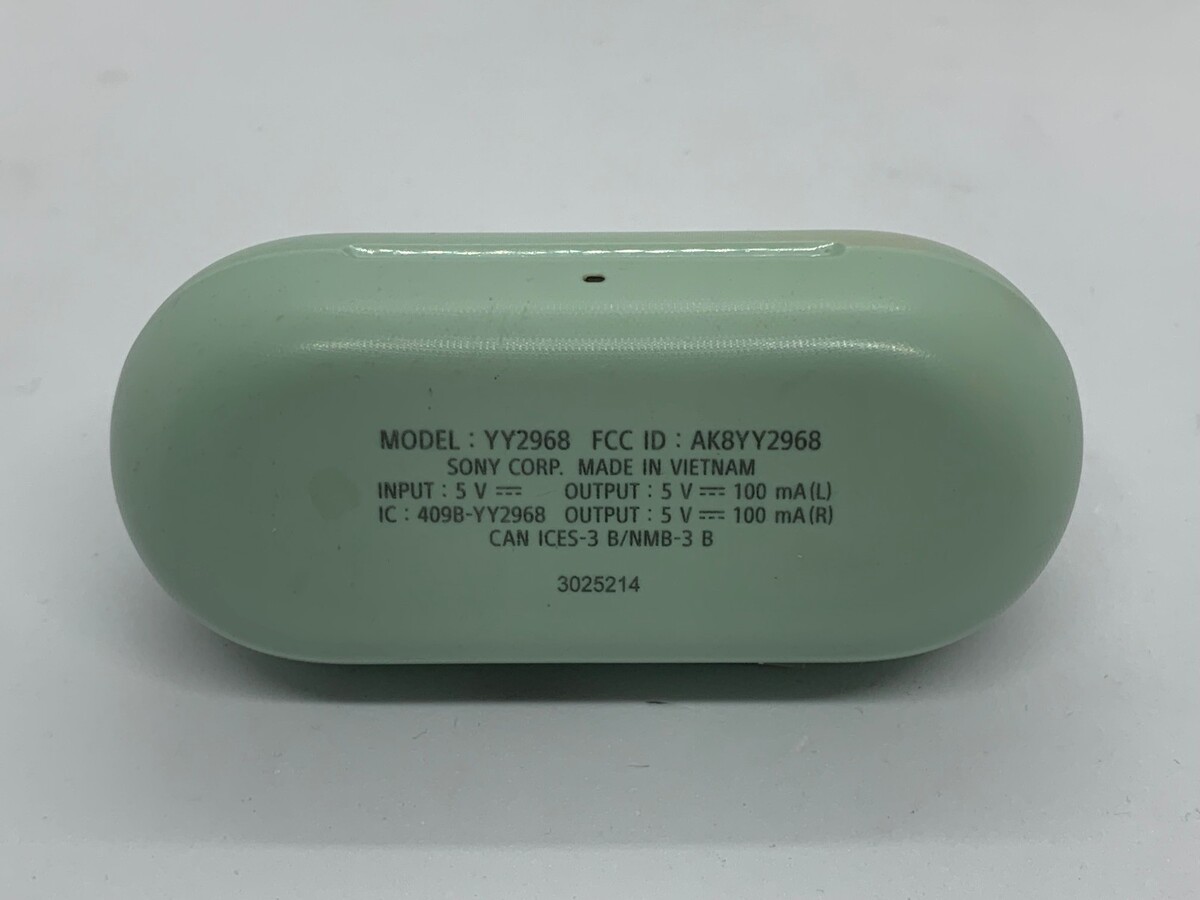 MODEL : YY2968 FCC ID : AK8YY2968
SONY CORP. MADE IN VIETNAM
INPUT : 5 V ⎓ OUTPUT : 5 V ⎓ 100 mA(L)
IC : 409B-YY2968 OUTPUT : 5 V ⎓ 100 mA(R)
CAN ICES-3 B/NMB-3 B
3025214